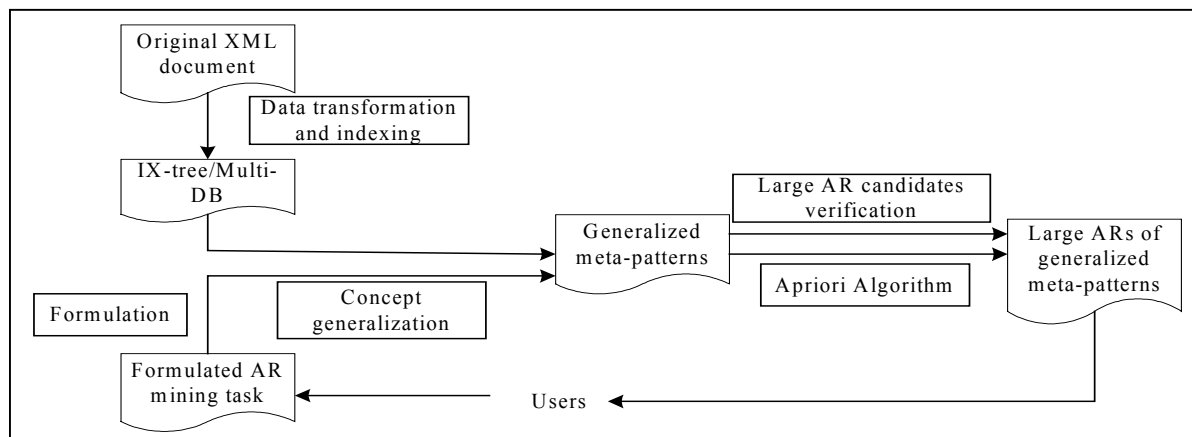 Original XML
document
Data transformation
and indexing
IX-tree/Multi-
DB
Large AR candidates
verification
Generalized
meta-patterns
Large ARs of
generalized
meta-patterns
Apriori Algorithm
Formulation
Concept
generalization
Formulated AR
mining task
Users